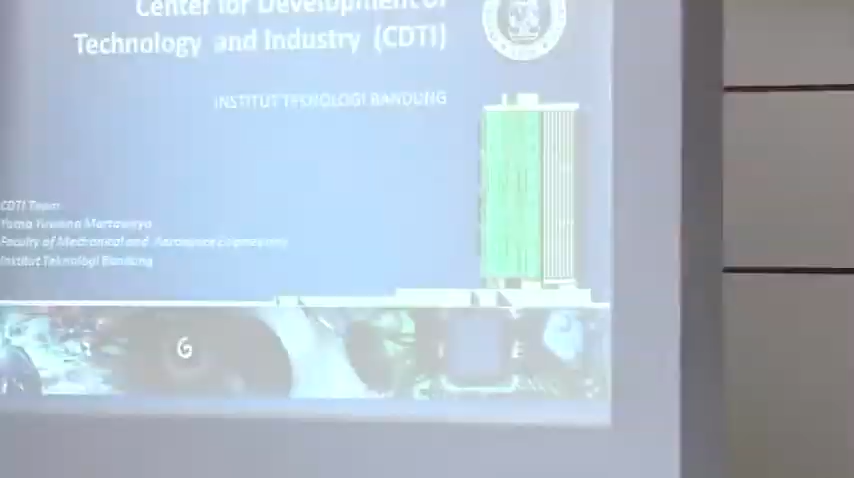 Center for Development of
Technology and Industry (CDTI)
INSTITUT TEKNOLOGI BANDUNG
CDTI Team
Faculty of Mechanical and Aerospace Engineering
Institut Teknologi Bandung
G